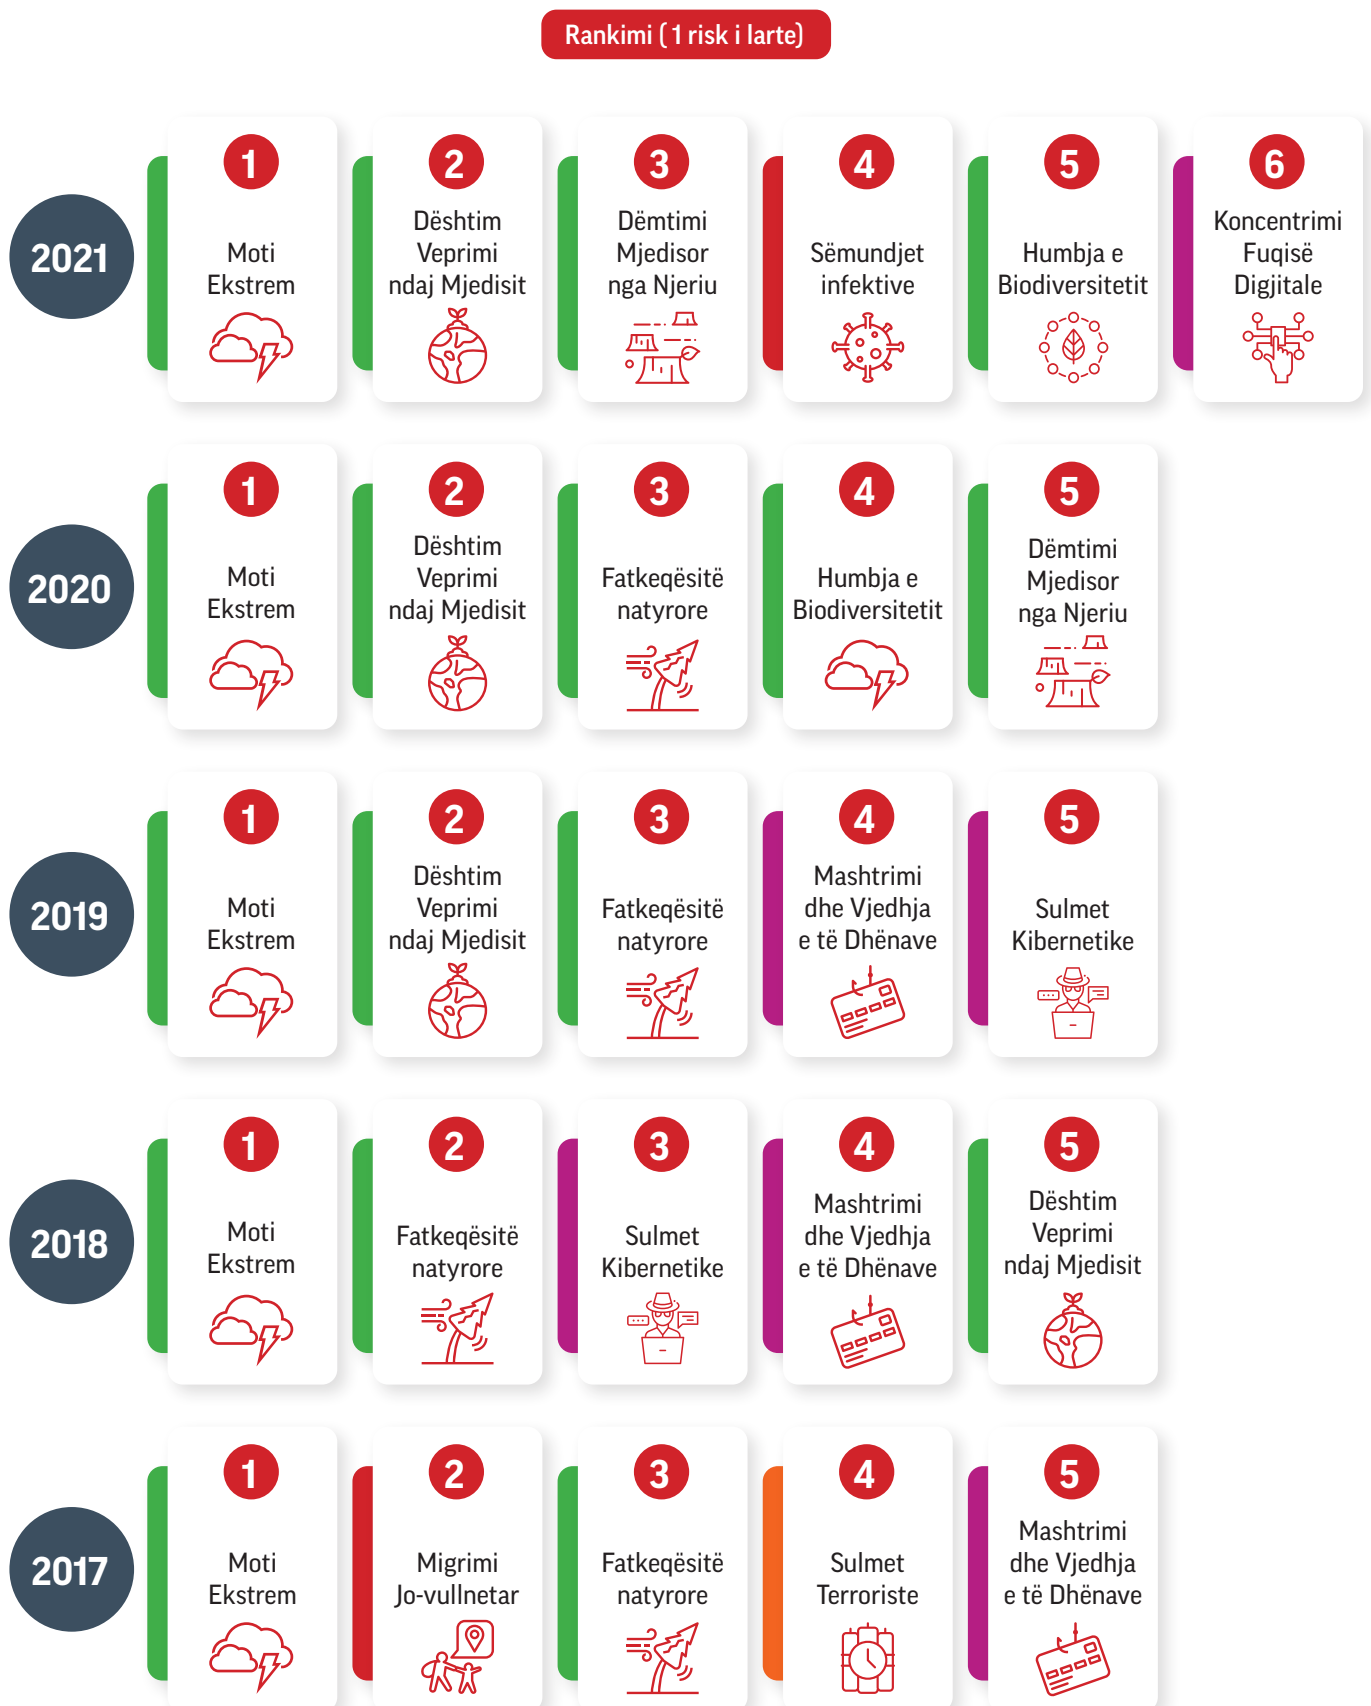 Rankimi ( 1 risk i larte)
2021
1
Moti
Ekstrem
2
Dështim
Veprimi
ndaj Mjedisit
3
Dëmtimi
Mjedisor
nga Njeriu
4
Sëmundjet
infektive
5
Humbja e
Biodiversitetit
6
Koncentrimi
Fuqisë
Digjitale
2020
1
Moti
Ekstrem
2
Dështim
Veprimi
ndaj Mjedisit
3
Fatkeqësitë
natyrore
4
Humbja e
Biodiversitetit
5
Dëmtimi
Mjedisor
nga Njeriu
2019
1
Moti
Ekstrem
2
Dështim
Veprimi
ndaj Mjedisit
3
Fatkeqësitë
natyrore
4
Mashtrimi
dhe Vjedhja
e të Dhënave
5
Sulmet
Kibernetike
2018
1
Moti
Ekstrem
2
Fatkeqësitë
natyrore
3
Sulmet
Kibernetike
4
Mashtrimi
dhe Vjedhja
e të Dhënave
5
Dështim
Veprimi
ndaj Mjedisit
2017
1
Moti
Ekstrem
2
Migrimi
Jo-vullnetar
3
Fatkeqësitë
natyrore
4
Sulmet
Terroriste
5
Mashtrimi
dhe Vjedhja
e të Dhënave